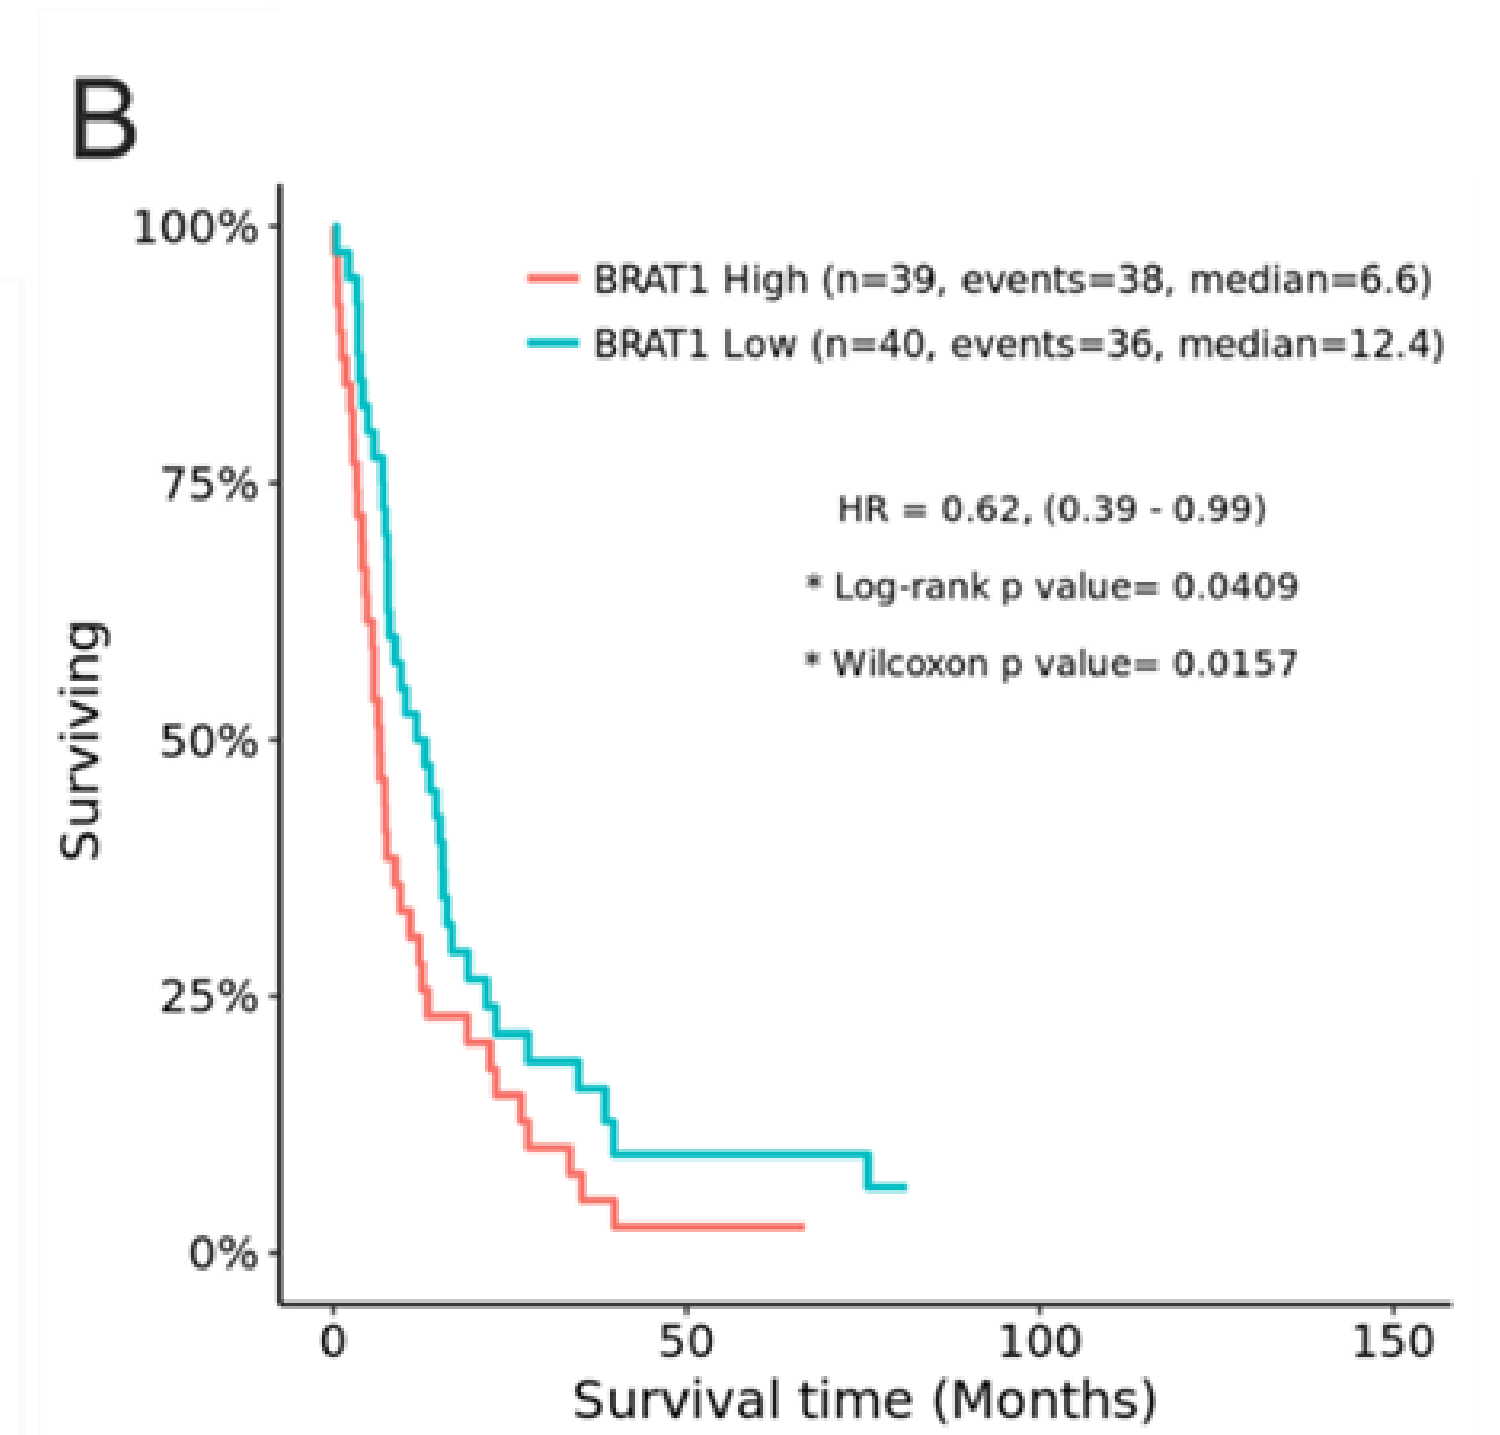 B
100%
75%
50%
25%
0%
Surviving
BRAT1 High (n=39, events=38, median=6.6)
BRAT1 Low (n=40, events=36, median=12.4)
HR = 0.62, (0.39 - 0.99)
* Log-rank p value= 0.0409
* Wilcoxon p value= 0.0157
0 50 100 150
Survival time (Months)